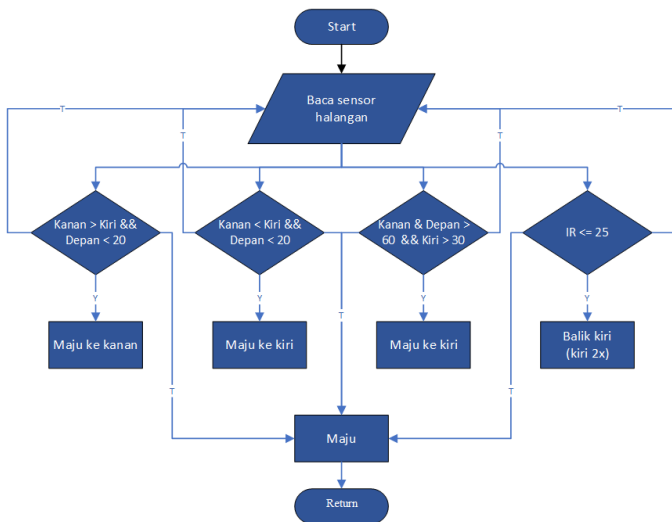 Start
Baca sensor
halangan
T
T
T
T
T
Kanan > Kiri &&
Depan < 20
Kanan < Kiri &&
Depan < 20
Kanan & Depan >
60 && Kiri > 30
IR <= 25
Y
Y
Y
Y
T
T
Maju ke kanan
Maju ke kiri
Maju ke kiri
Balik kiri
(kiri 2x)
T
Maju
Return